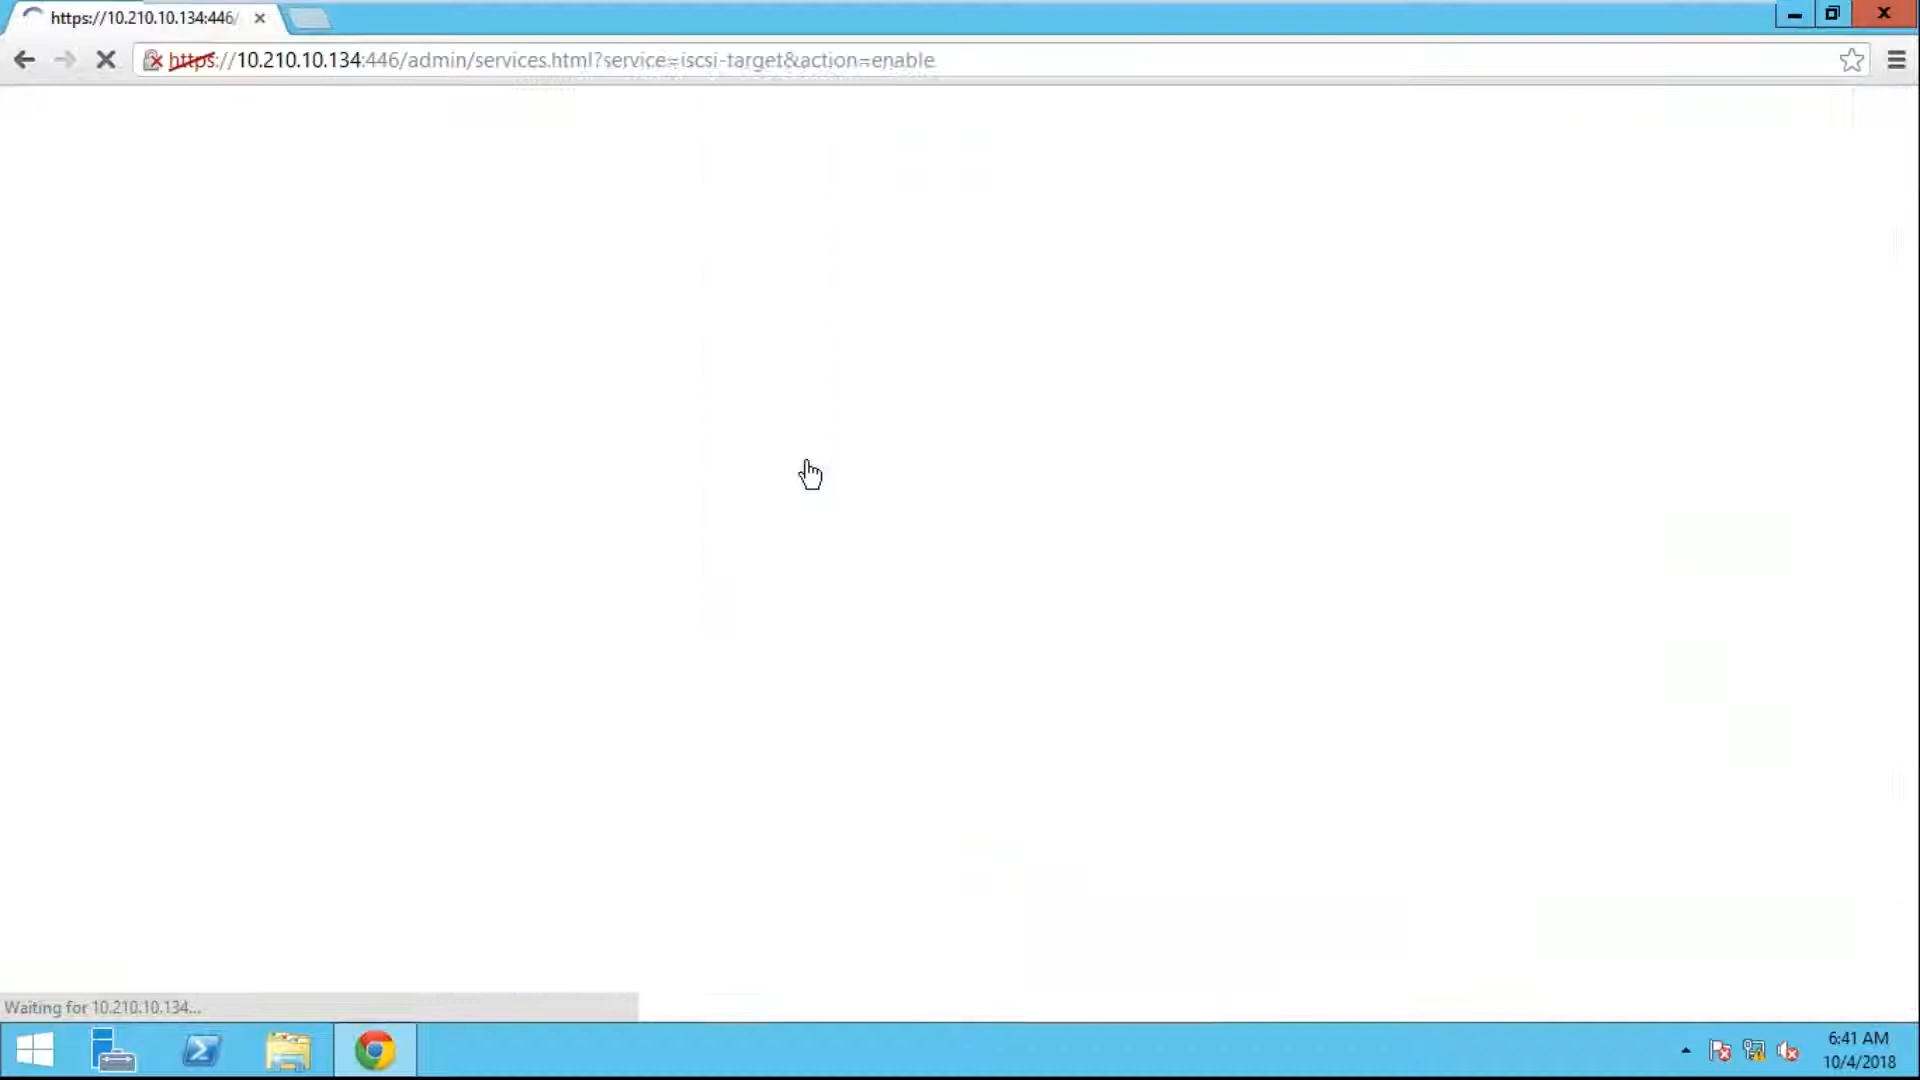 https://10.210.10.134:446/
https://10.210.10.134:446/admin/services.html?service=iscsi-target&action=enable
Waiting for 10.210.10.134...
6:41 AM
10/4/2018